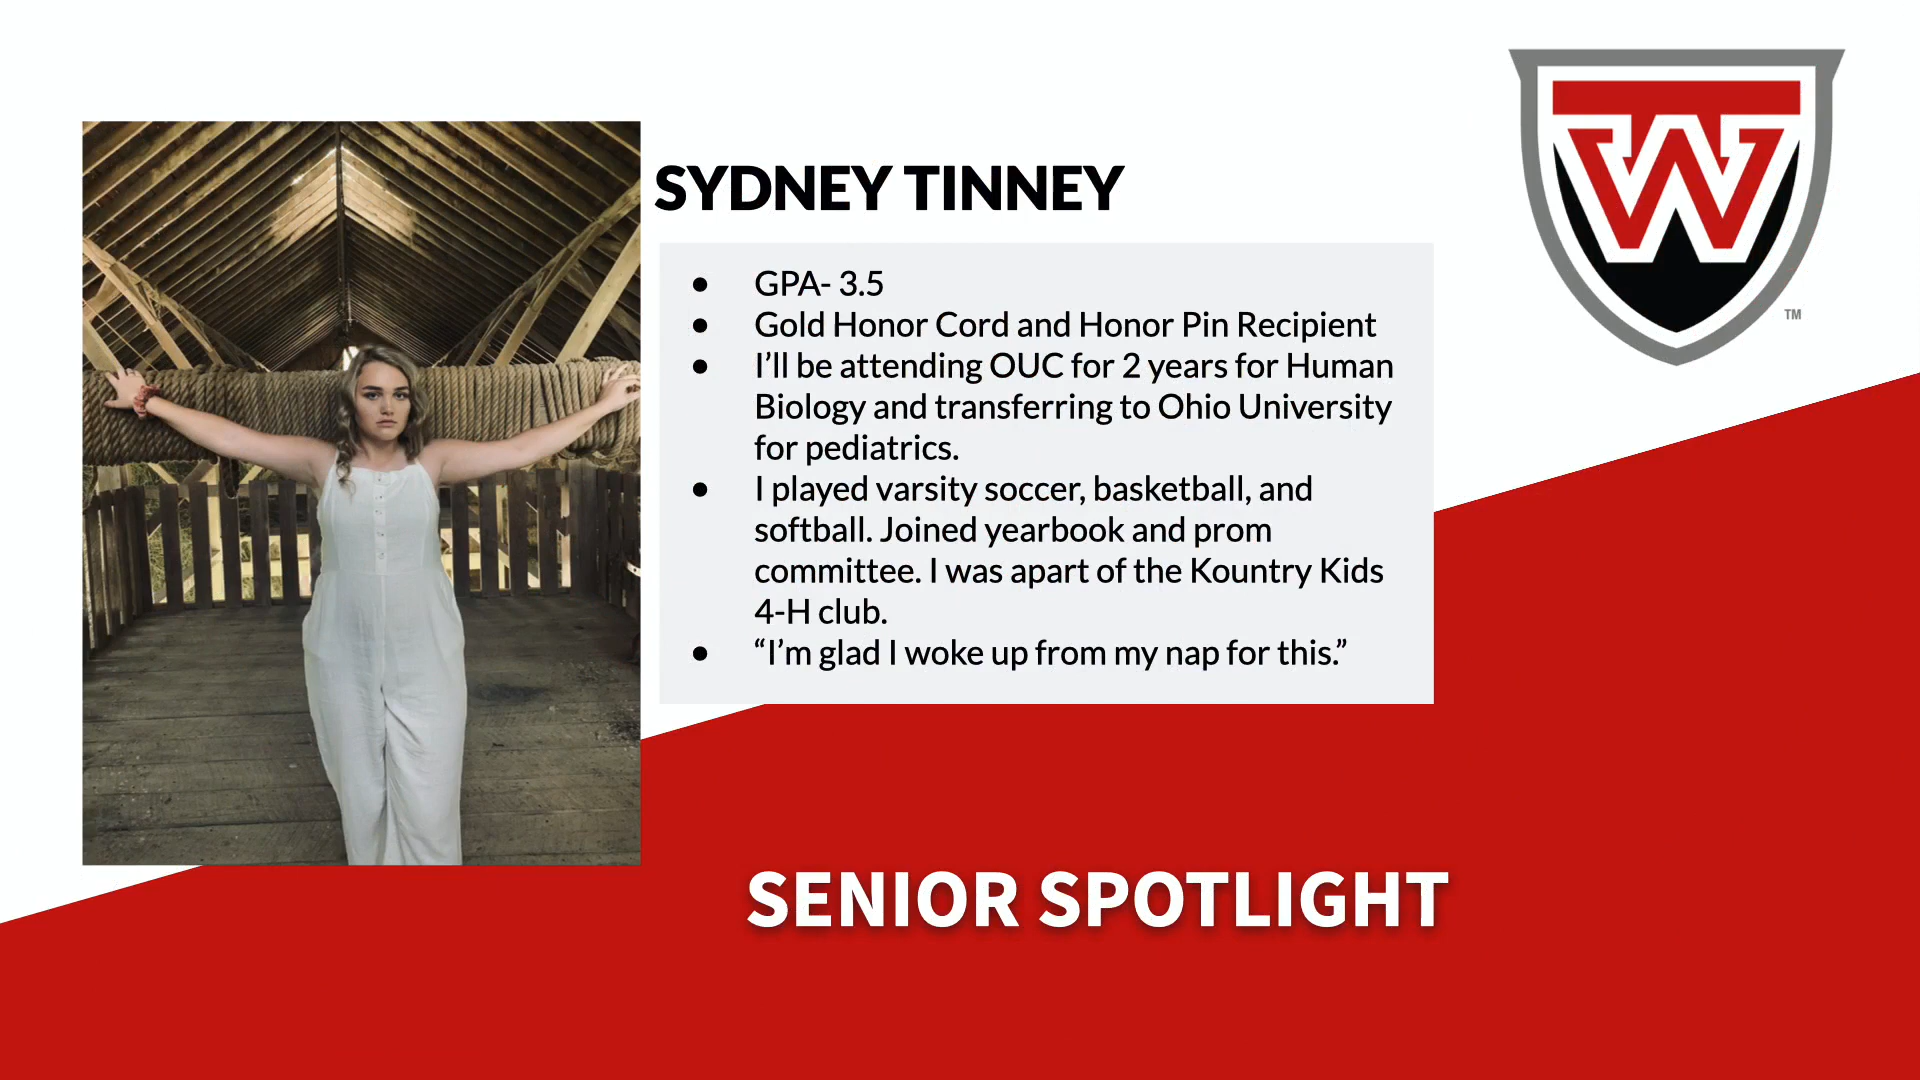 SYDNEY TINNEY
● GPA- 3.5
● Gold Honor Cord and Honor Pin Recipient
● I’ll be attending OUC for 2 years for Human
Biology and transferring to Ohio University
for pediatrics.
● I played varsity soccer, basketball, and
softball. Joined yearbook and prom
committee. I was apart of the Kountry Kids
4-H club.
● “I’m glad I woke up from my nap for this.”
TW
TM
SENIOR SPOTLIGHT